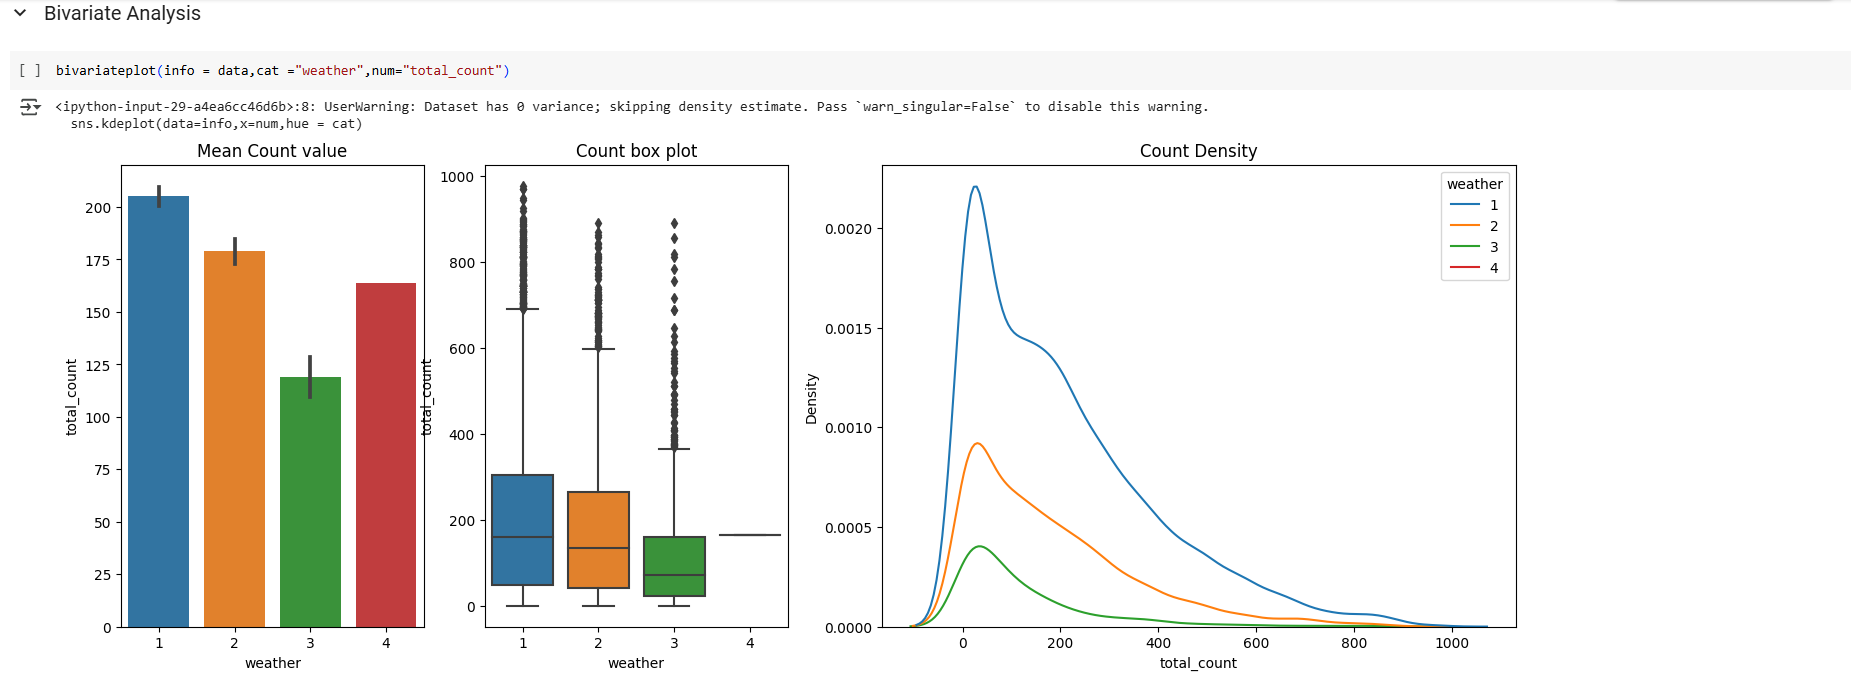 Bivariate Analysis
[ ] bivariateplot(info = data,cat ="weather",num="total_count")
<ipython-input-29-a4ea6cc46d6b>:8: UserWarning: Dataset has 0 variance; skipping density estimate. Pass `warn_singular=False` to disable this warning.
sns.kdeplot(data=info,x=num,hue = cat)
Mean Count value
200
175
150
125
100
75
50
25
0
total_count
1 2 3 4
weather
Count box plot
1000
800
600
400
200
0
total_count
1 2 3 4
weather
Count Density
0.0020
0.0015
0.0010
0.0005
0.0000
Density
0 200 400 600 800 1000
total_count
weather
1
2
3
4